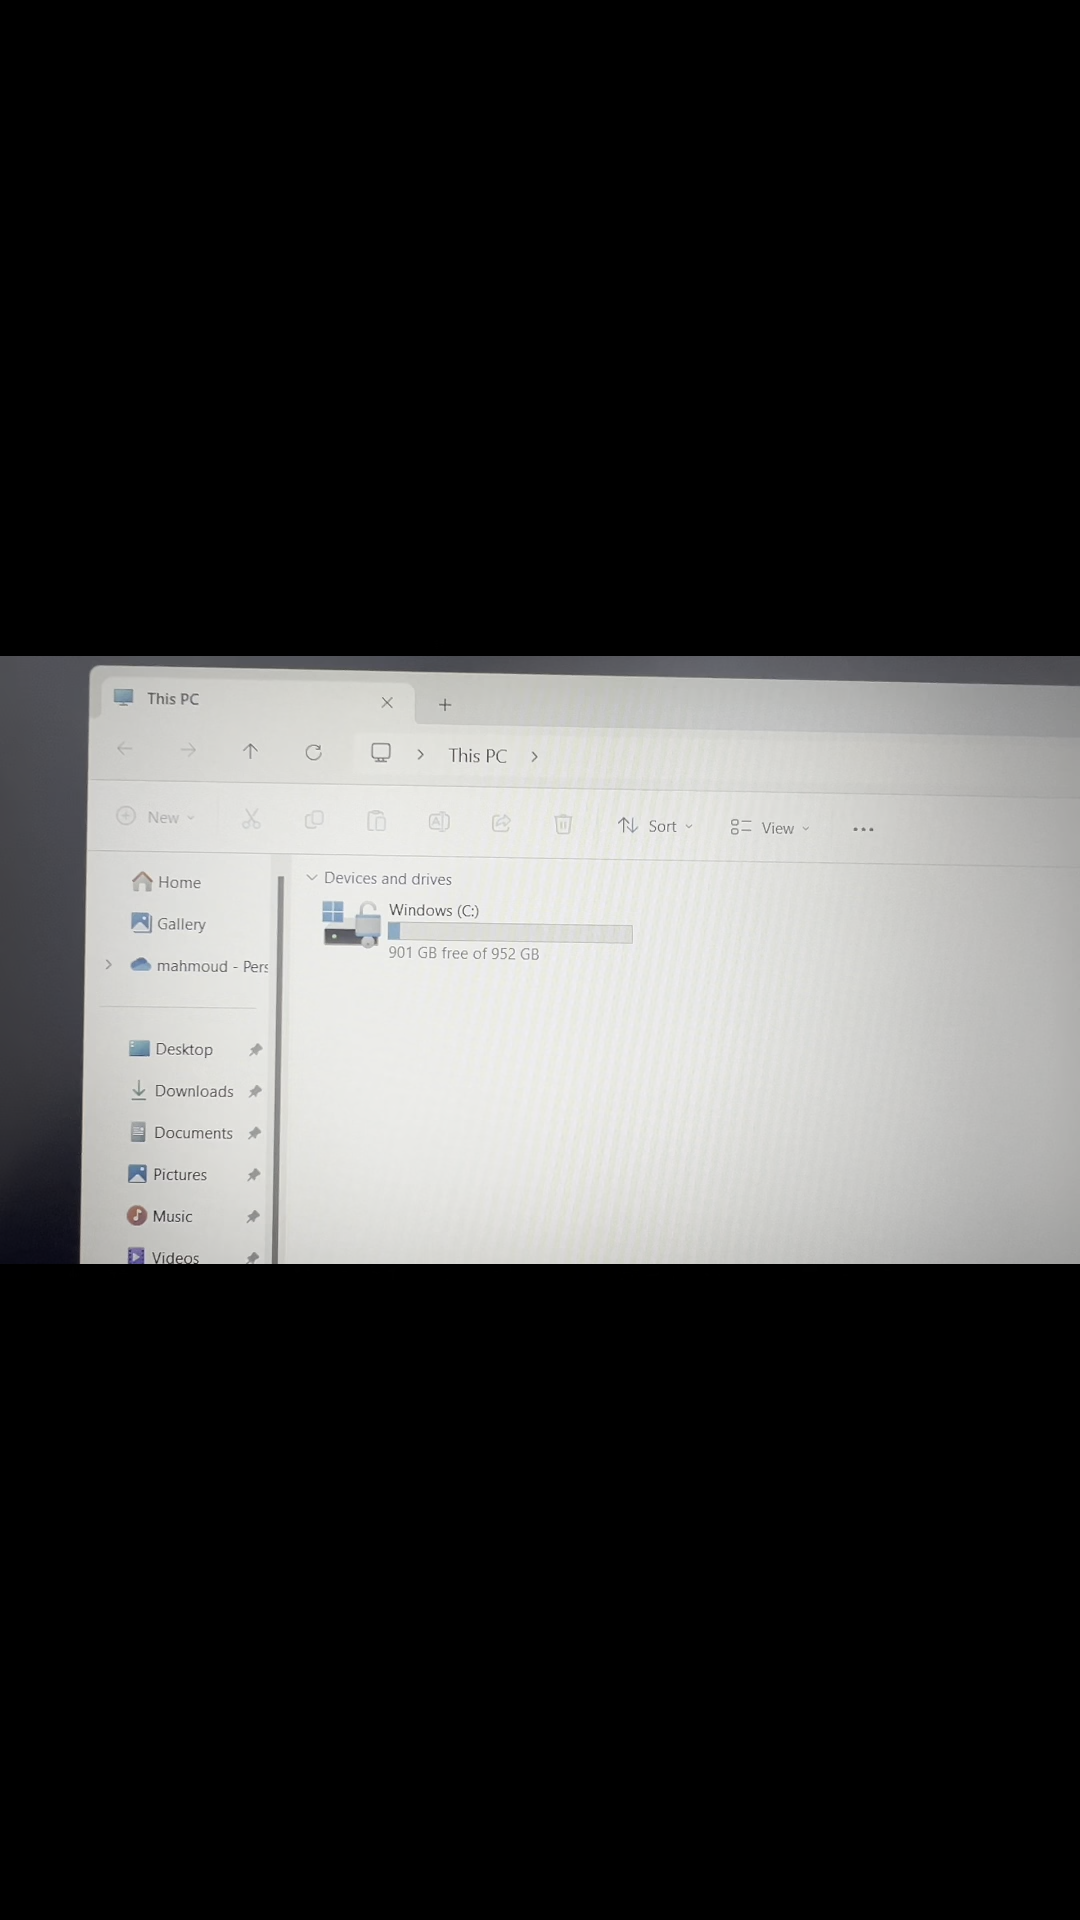 This PC
This PC
New
Sort
View
Home
Gallery
mahmoud - Pers
Desktop
Downloads
Documents
Pictures
Music
Videos
Devices and drives
Windows (C:)
901 GB free of 952 GB